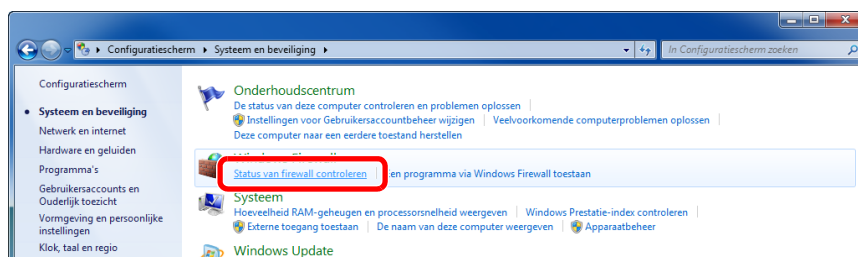 Configuratiescherm ▸ Systeem en beveiliging ▸
In Configuratiescherm zoeken
Configuratiescherm
Systeem en beveiliging
Netwerk en internet
Hardware en geluiden
Programma's
Gebruikersaccounts en
Ouderlijk toezicht
Vormgeving en persoonlijke
instellingen
Klok, taal en regio
Onderhoudscentrum
De status van deze computer controleren en problemen oplossen
Instellingen voor Gebruikersaccountbeheer wijzigen Veelvoorkomende computerproblemen oplossen
Deze computer naar een eerdere toestand herstellen
Status van firewall controleren programma via Windows Firewall toestaan
Systeem
Hoeveelheid RAM-geheugen en processorsnelheid weergeven Windows Prestatie-index controleren
Externe toegang toestaan De naam van deze computer weergeven Apparaatbeheer
Windows Update